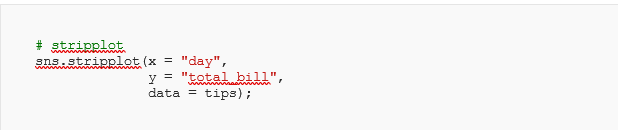 # stripplot
sns.stripplot(x = "day",
y = "total_bill",
data = tips);